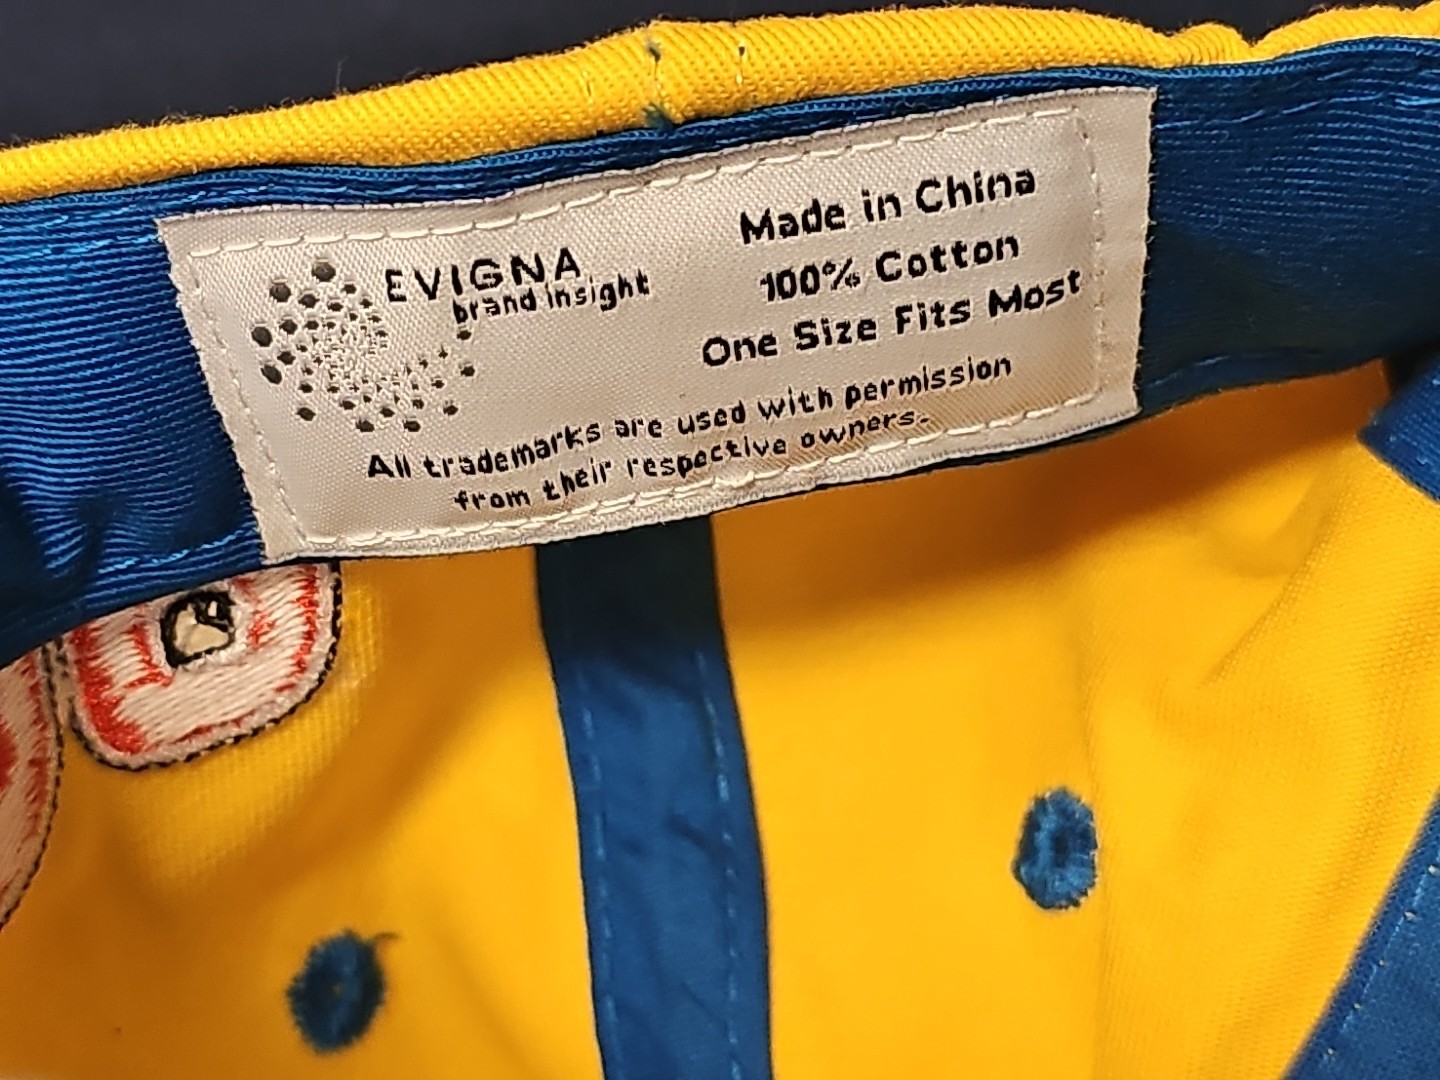 EVIGNA
brand insight
Made in China
100% Cotton
One Size Fits Most
All trademarks are used with permission
from their respective owners.